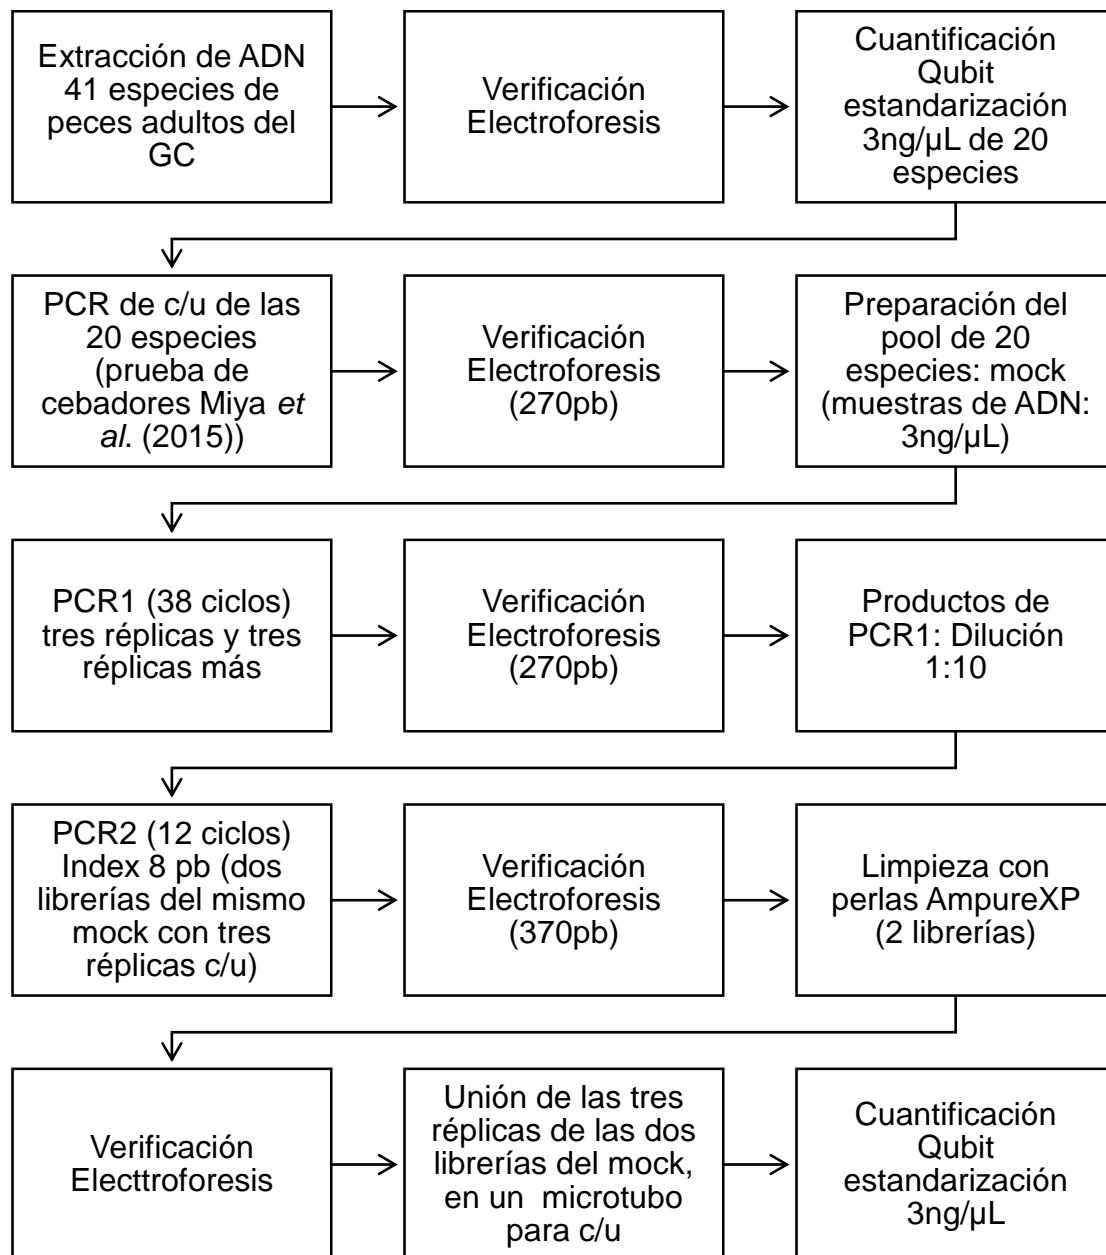 Extracción de ADN
41 especies de
peces adultos del
GC
Verificación
Electroforesis
Cuantificación
Qubit
estandarización
3ng/µL de 20
especies
PCR de c/u de las
20 especies
(prueba de
cebadores Miya et
al. (2015))
Verificación
Electroforesis
(270pb)
Preparación del
pool de 20
especies: mock
(muestras de ADN:
3ng/µL)
PCR1 (38 ciclos)
tres réplicas y tres
réplicas más
Verificación
Electroforesis
(270pb)
Productos de
PCR1: Dilución
1:10
PCR2 (12 ciclos)
Index 8 pb (dos
librerías del mismo
mock con tres
réplicas c/u)
Verificación
Electroforesis
(370pb)
Limpieza con
perlas AmpureXP
(2 librerías)
Verificación
Electtroforesis
Unión de las tres
réplicas de las dos
librerías del mock,
en un microtubo
para c/u
Cuantificación
Qubit
estandarización
3ng/µL